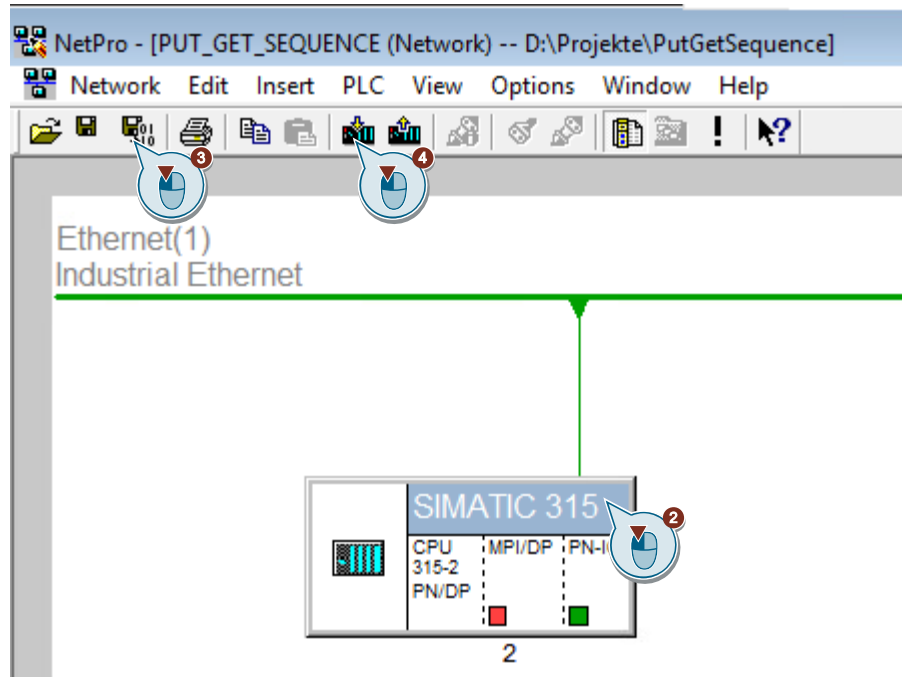 NetPro - [PUT_GET_SEQUENCE (Network) -- D:\Projekte\PutGetSequence]
Network Edit Insert PLC View Options Window Help
3
4
Ethernet(1)
Industrial Ethernet
SIMATIC 315
2
CPU MPI/DP
315-2
PN/DP
2